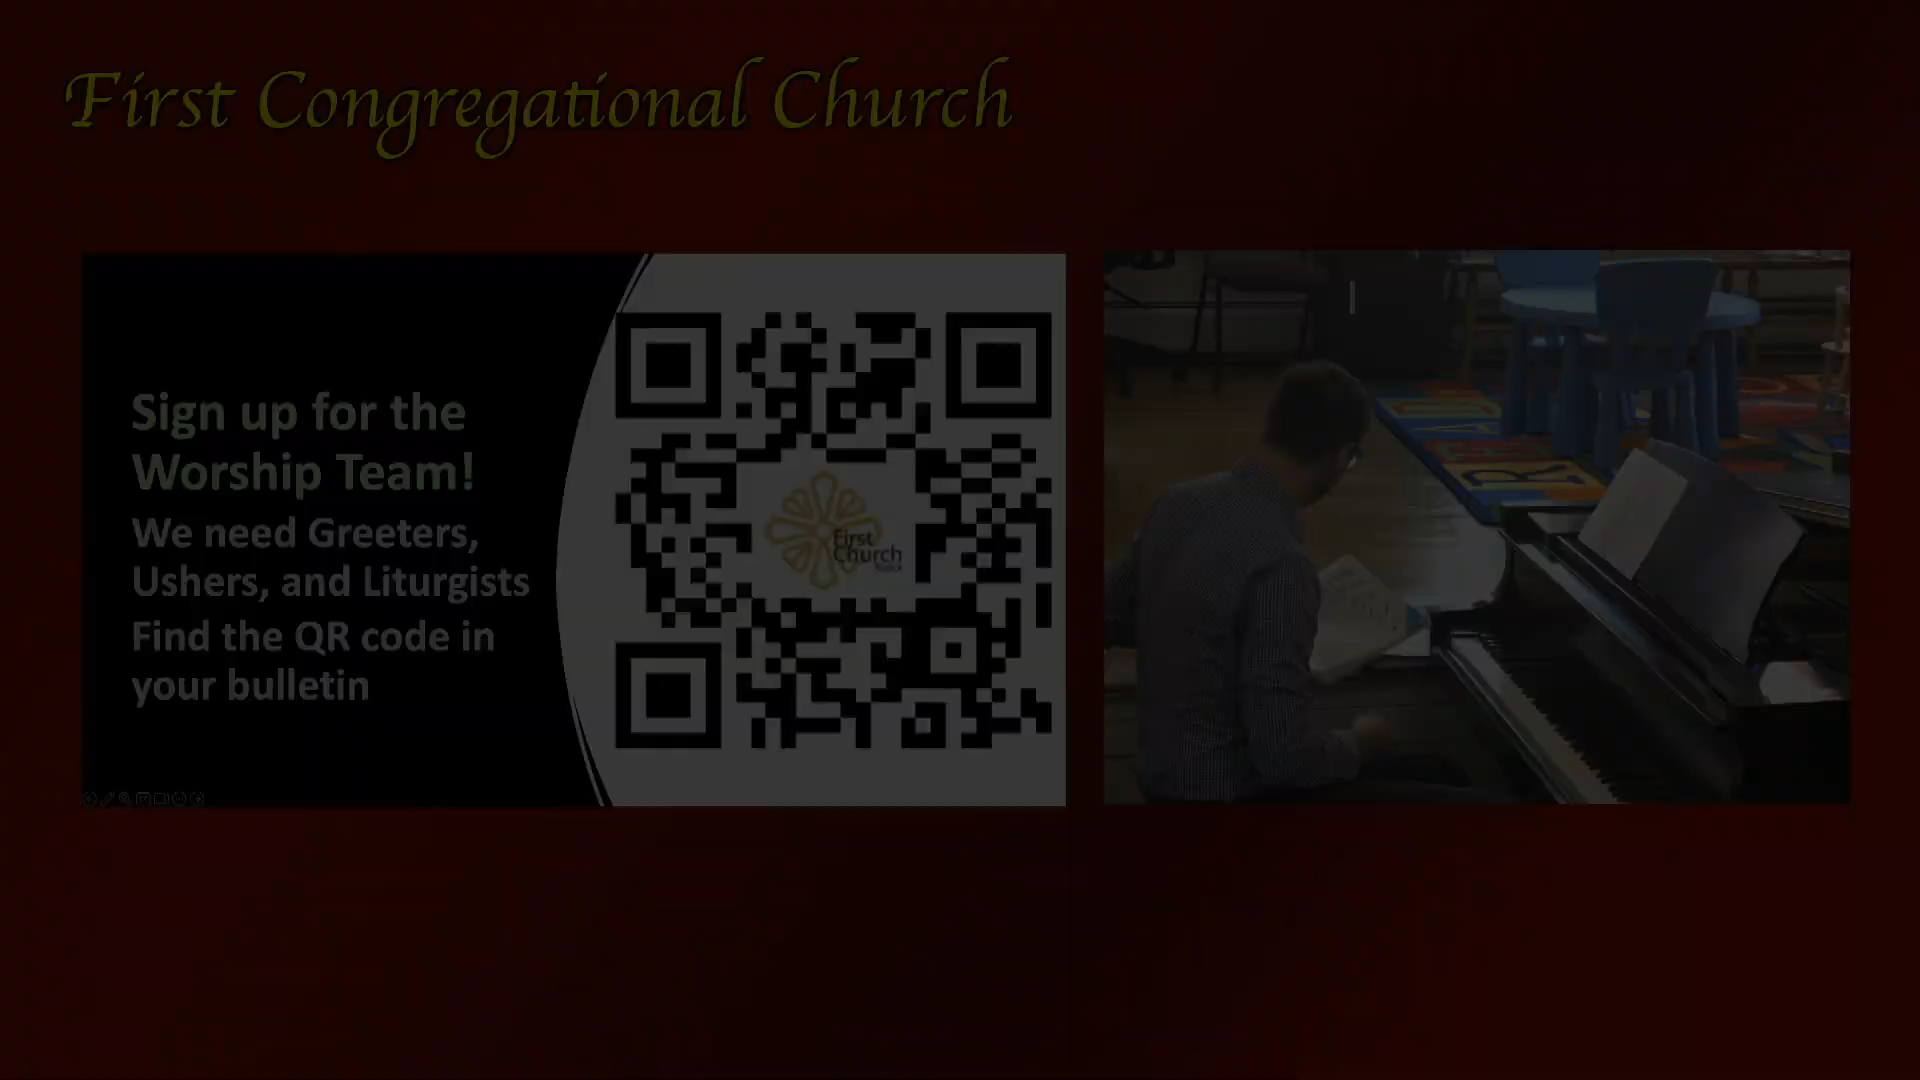 First Congregational Church
Sign up for the
Worship Team!
We need Greeters,
Ushers, and Liturgists
Find the QR code in
your bulletin
First
Church
R